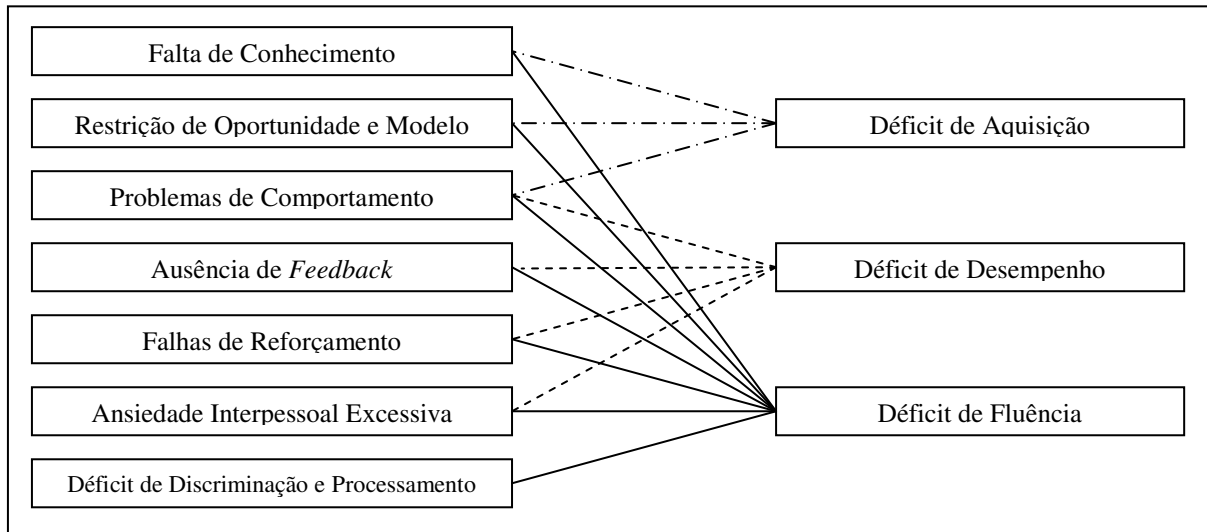 Falta de Conhecimento
Restrição de Oportunidade e Modelo
Problemas de Comportamento
Ausência de Feedback
Falhas de Reforçamento
Ansiedade Interpessoal Excessiva
Déficit de Discriminação e Processamento
Déficit de Aquisição
Déficit de Desempenho
Déficit de Fluência